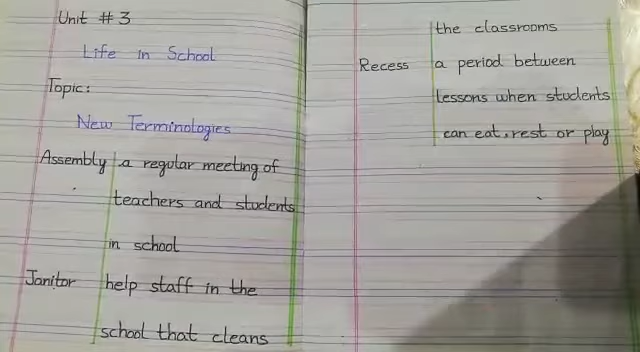 Unit # 3
Life in School
Topic:
New Terminologies
Assembly a regular meeting of
teachers and students
in school
Janitor help staff in the
school that cleans
the classrooms
Recess a period between
lessons when students
can eat, rest or play